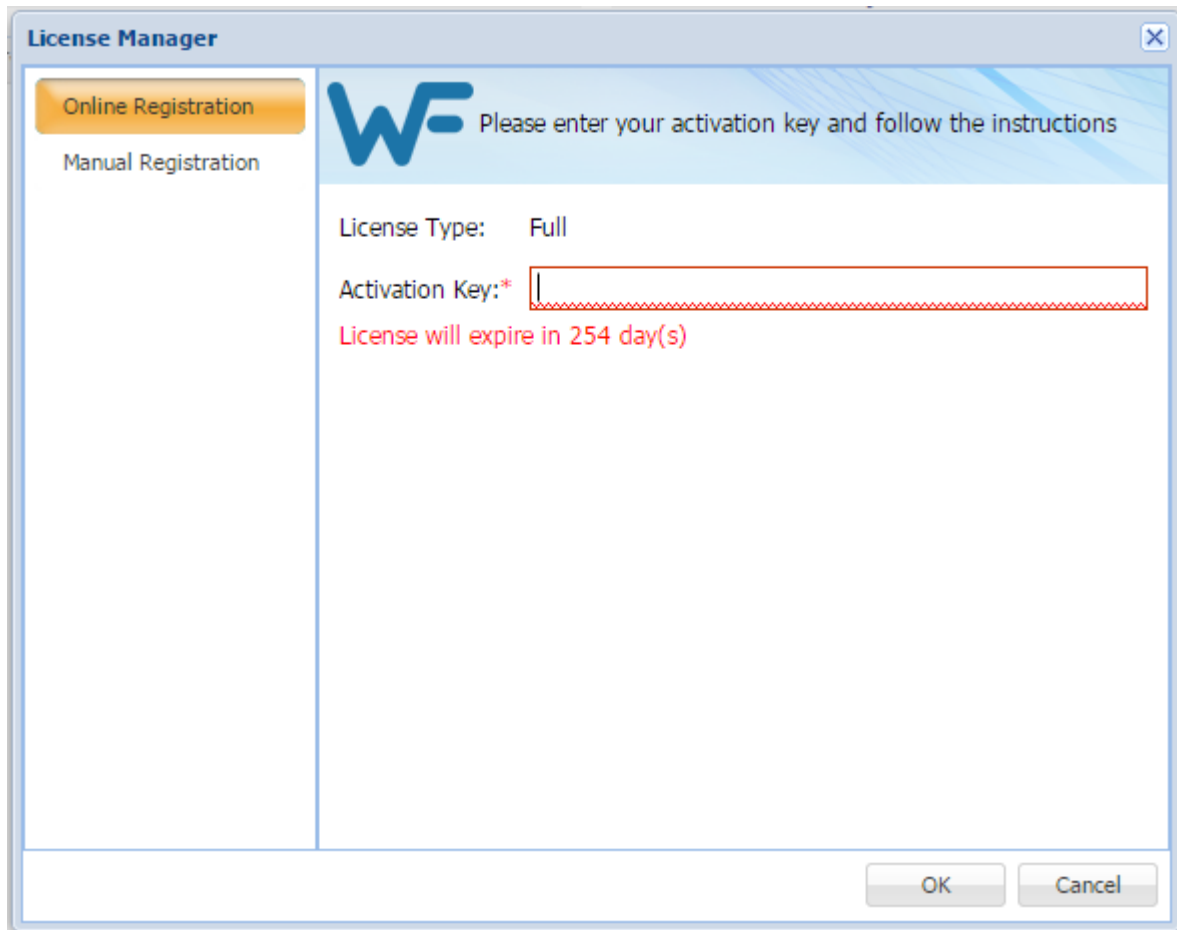 License Manager
Online Registration
Manual Registration
WF
Please enter your activation key and follow the instructions
License Type: Full
Activation Key:*
License will expire in 254 day(s)
OK Cancel